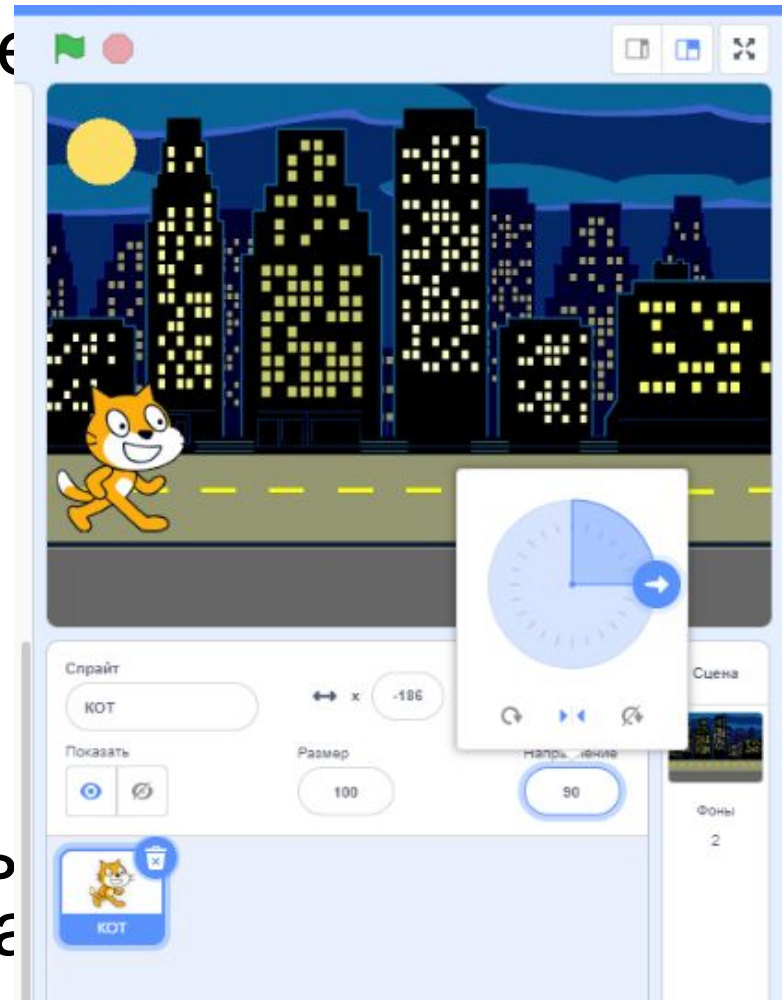 е
Спрайт
КОТ
x
-186
Сцена
Показать
Размер
100
90
Фоны
2
КОТ